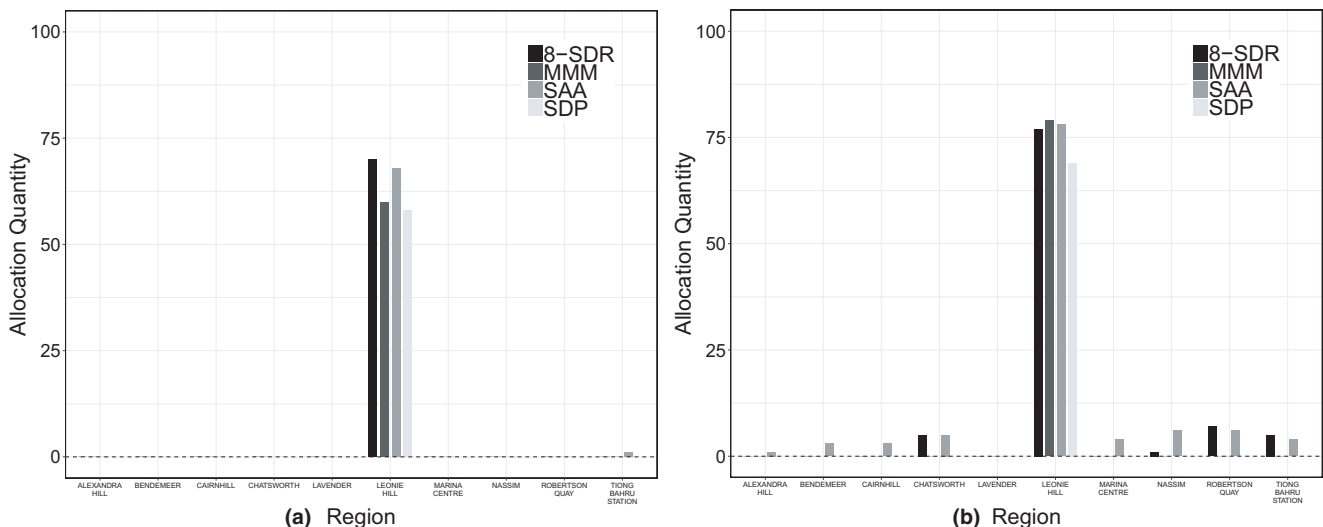 100
75
50
25
0
Allocation Quantity
8−SDR
MMM
SAA
SDP
ALEXANDRA
HILL
BENDEMEER
CAIRNHILL
CHATSWORTH
LAVENDER
LEONIE
HILL
MARINA
CENTRE
NASSIM
ROBERTSON
QUAY
TIONG
BAHRU
STATION
(a) Region
100
75
50
25
0
Allocation Quantity
8−SDR
MMM
SAA
SDP
ALEXANDRA
HILL
BENDEMEER
CAIRNHILL
CHATSWORTH
LAVENDER
LEONIE
HILL
MARINA
CENTRE
NASSIM
ROBERTSON
QUAY
TIONG
BAHRU
STATION
(b) Region